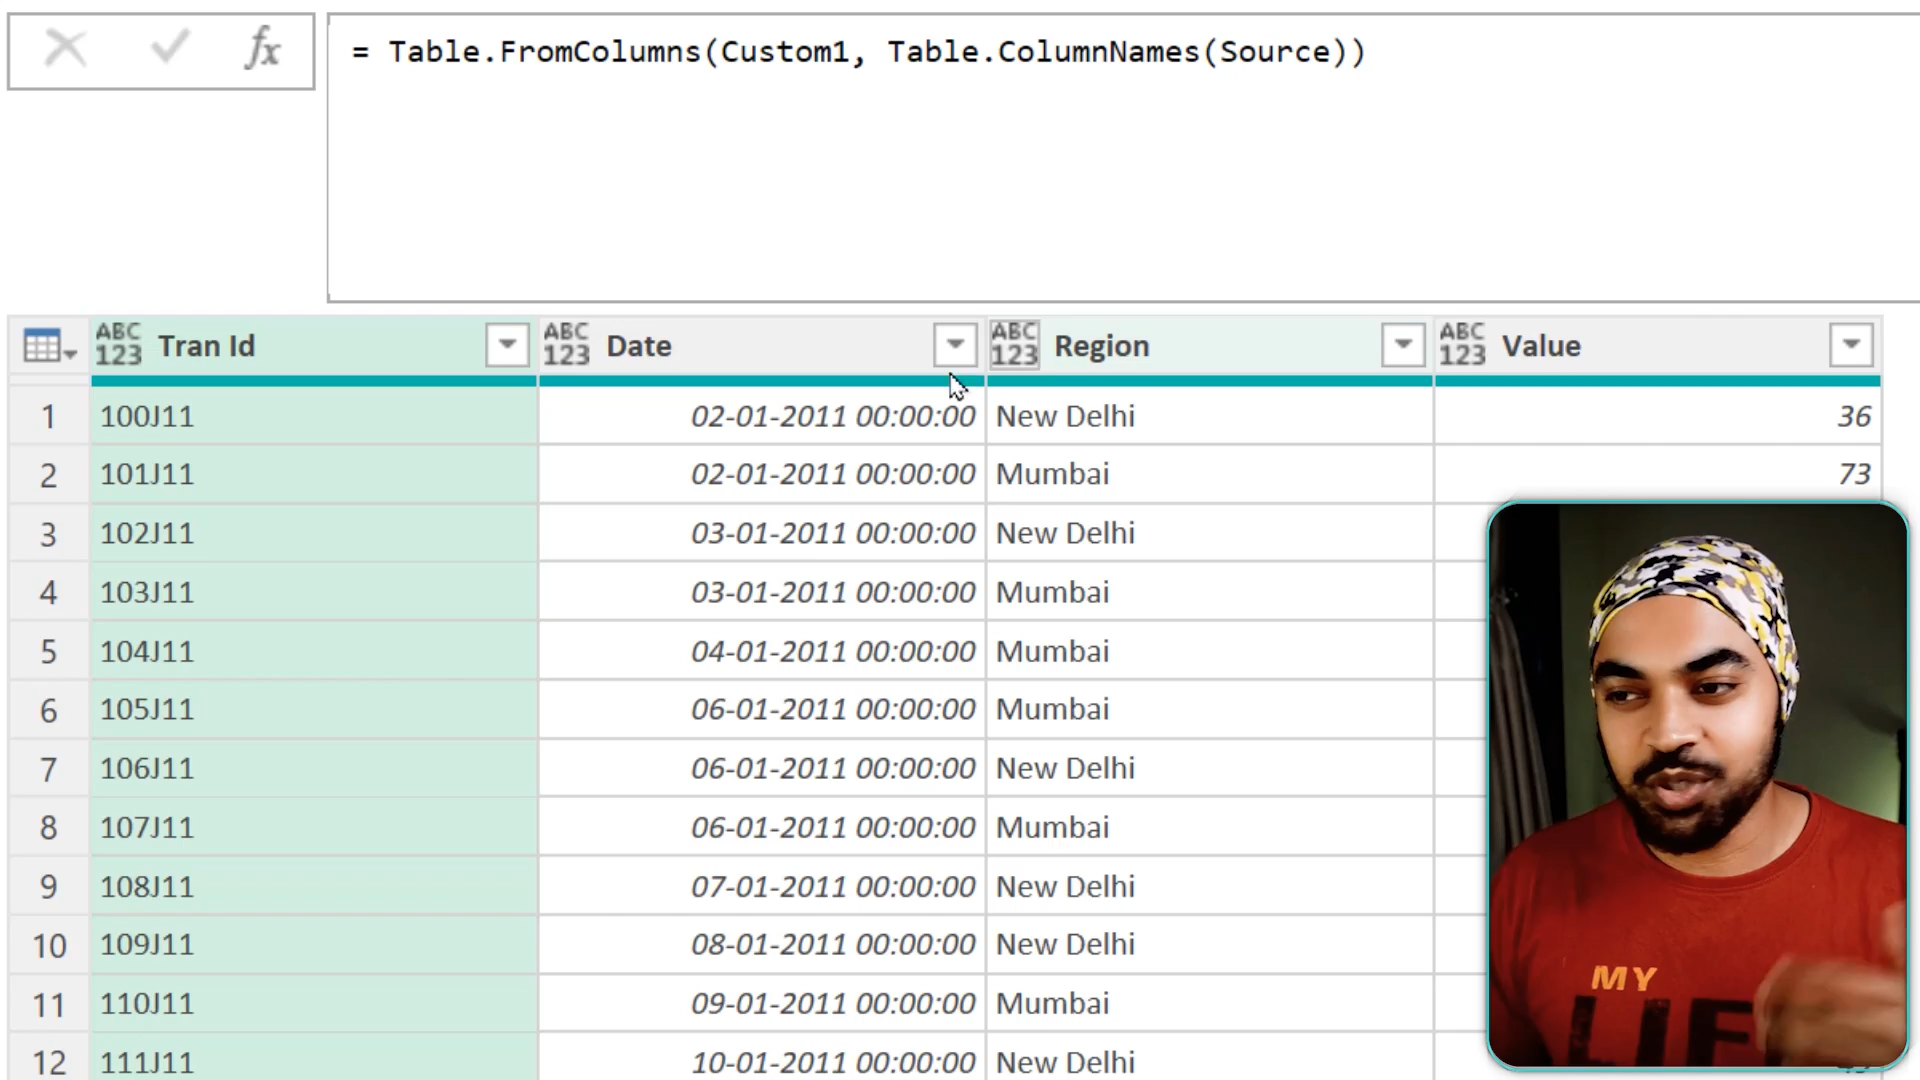 fx = Table.FromColumns(Custom1, Table.ColumnNames(Source))
ABC 123 Tran Id ABC 123 Date ABC 123 Region ABC 123 Value
1 100J11 02-01-2011 00:00:00 New Delhi 36
2 101J11 02-01-2011 00:00:00 Mumbai 73
3 102J11 03-01-2011 00:00:00 New Delhi
4 103J11 03-01-2011 00:00:00 Mumbai
5 104J11 04-01-2011 00:00:00 Mumbai
6 105J11 06-01-2011 00:00:00 Mumbai
7 106J11 06-01-2011 00:00:00 New Delhi
8 107J11 06-01-2011 00:00:00 Mumbai
9 108J11 07-01-2011 00:00:00 New Delhi
10 109J11 08-01-2011 00:00:00 New Delhi
11 110J11 09-01-2011 00:00:00 Mumbai
12 111J11 10-01-2011 00:00:00 New Delhi
MY